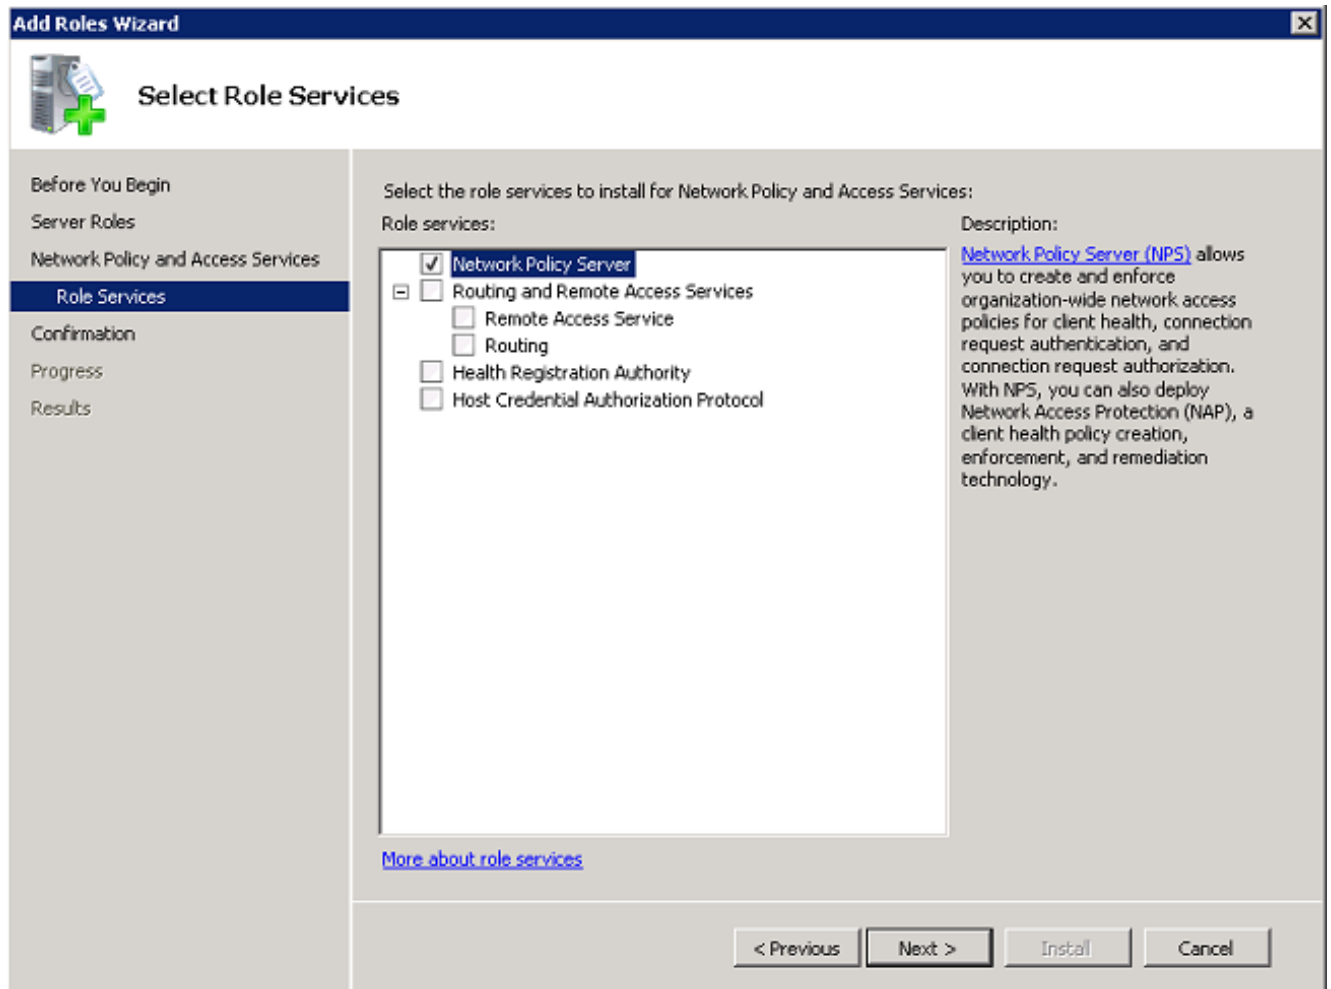 Add Roles Wizard
Select Role Services
Before You Begin
Server Roles
Network Policy and Access Services
Role Services
Confirmation
Progress
Results
Select the role services to install for Network Policy and Access Services:
Role services:
Network Policy Server
Routing and Remote Access Services
Remote Access Service
Routing
Health Registration Authority
Host Credential Authorization Protocol
More about role services
Description:
Network Policy Server (NPS) allows
you to create and enforce
organization-wide network access
policies for client health, connection
request authentication, and
connection request authorization.
With NPS, you can also deploy
Network Access Protection (NAP), a
client health policy creation,
enforcement, and remediation
technology.
< Previous
Next >
Install
Cancel